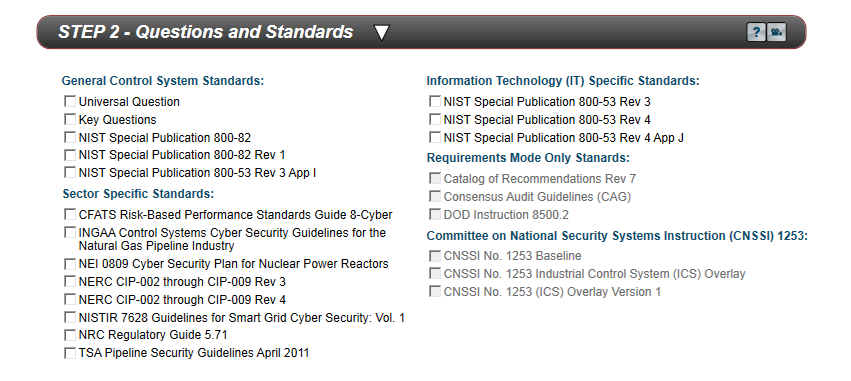 STEP 2 - Questions and Standards
?
General Control System Standards:
Universal Question
Key Questions
NIST Special Publication 800-82
NIST Special Publication 800-82 Rev 1
NIST Special Publication 800-53 Rev 3 App I
Sector Specific Standards:
CFATS Risk-Based Performance Standards Guide 8-Cyber
INGAA Control Systems Cyber Security Guidelines for the
Natural Gas Pipeline Industry
NEI 0809 Cyber Security Plan for Nuclear Power Reactors
NERC CIP-002 through CIP-009 Rev 3
NERC CIP-002 through CIP-009 Rev 4
NISTIR 7628 Guidelines for Smart Grid Cyber Security: Vol. 1
NRC Regulatory Guide 5.71
TSA Pipeline Security Guidelines April 2011
Information Technology (IT) Specific Standards:
NIST Special Publication 800-53 Rev 3
NIST Special Publication 800-53 Rev 4
NIST Special Publication 800-53 Rev 4 App J
Requirements Mode Only Stanards:
Catalog of Recommendations Rev 7
Consensus Audit Guidelines (CAG)
DOD Instruction 8500.2
Committee on National Security Systems Instruction (CNSSI) 1253:
CNSSI No. 1253 Baseline
CNSSI No. 1253 Industrial Control System (ICS) Overlay
CNSSI No. 1253 (ICS) Overlay Version 1